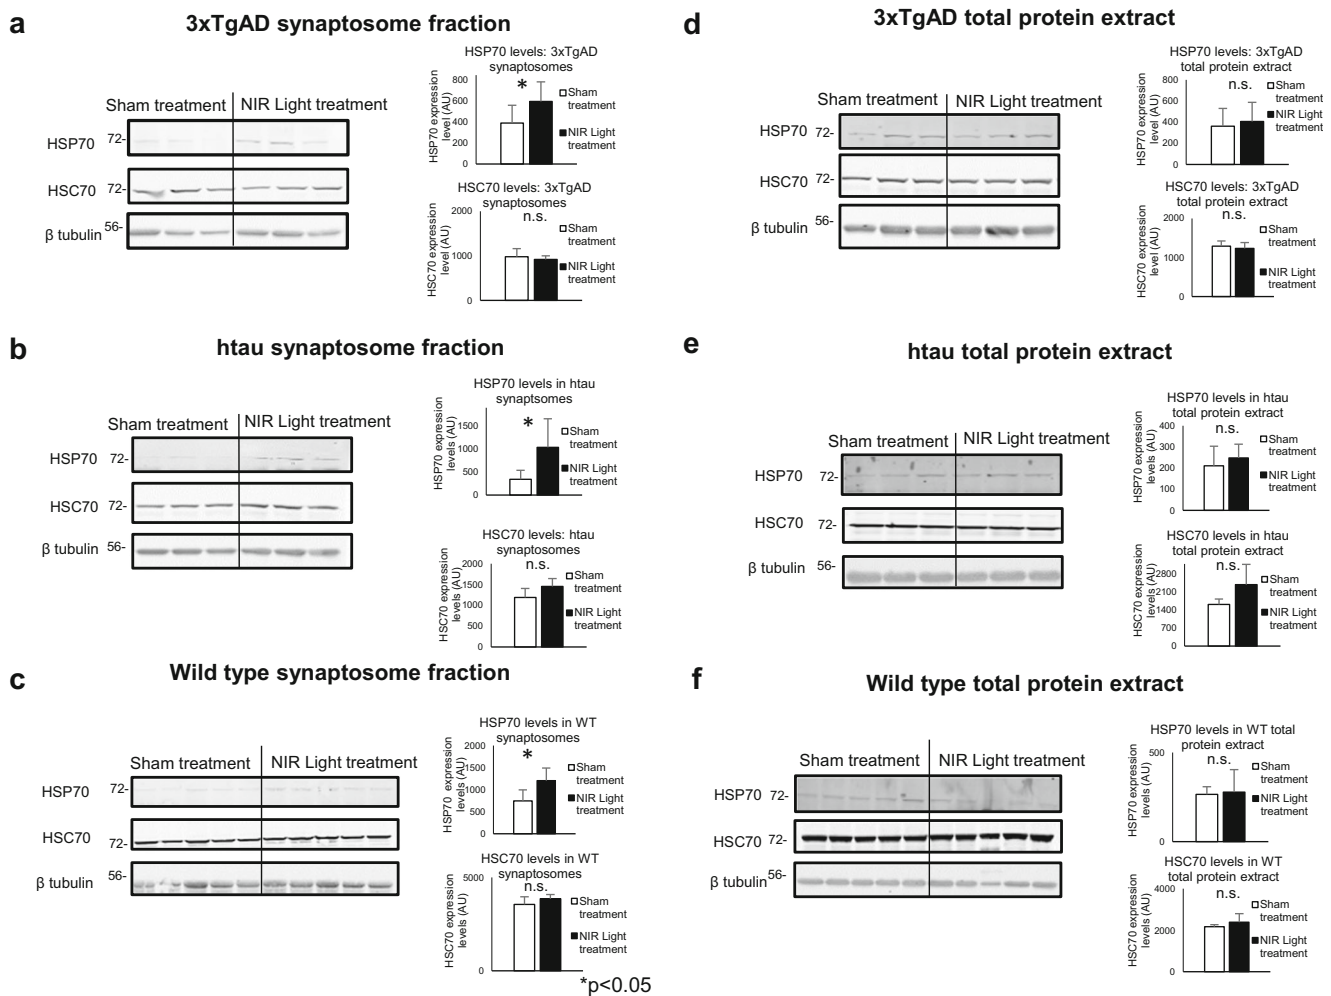 a
3xTgAD synaptosome fraction
Sham treatment
NIR Light treatment
HSP70
72-
HSC70
72-
β tubulin
56-
HSP70 levels: 3xTgAD
synaptosomes
HSP70 expression
level (AU)
800
600
400
200
0
*
Sham
treatment
NIR Light
treatment
HSC70 levels: 3xTgAD
synaptosomes
HSC70 expression
level (AU)
2000
1000
0
n.s.
Sham
treatment
NIR Light
treatment
b
htau synaptosome fraction
Sham treatment
NIR Light treatment
HSP70
72-
HSC70
72-
β tubulin
56-
HSP70 levels in htau
synaptsomes
HSP70 expression
levels (AU)
1500
1000
500
0
*
Sham
treatment
NIR Light
treatment
HSC70 levels: htau
synaptosomes
HSC70 expression
levels (AU)
2000
1500
1000
500
0
n.s.
Sham
treatment
NIR Light
treatment
c
Wild type synaptosome fraction
Sham treatment
NIR Light treatment
HSP70
72-
HSC70
72-
β tubulin
56-
HSP70 levels in WT
synaptosomes
HSP70 expression
levels (AU)
2000
1500
1000
500
0
*
Sham
treatment
NIR Light
treatment
HSC70 levels in WT
synaptosomes
HSC70 expression
levels (AU)
5000
0
n.s.
Sham
treatment
NIR Light
treatment
*p<0.05
d
3xTgAD total protein extract
Sham treatment
NIR Light treatment
HSP70
72-
HSC70
72-
β tubulin
56-
HSP70 levels: 3xTgAD
total protein extract
HSP70 expression
level (AU)
800
600
400
200
0
n.s.
Sham
treatment
NIR Light
treatment
HSC70 levels: 3xTgAD
total protein extract
HSC70 expression
level (AU)
2000
1000
0
n.s.
Sham
treatment
NIR Light
treatment
e
htau total protein extract
Sham treatment
NIR Light treatment
HSP70
72-
HSC70
72-
β tubulin
56-
HSP70 levels in htau
total protein extract
HSP70 expression
levels (AU)
400
300
200
100
0
n.s.
Sham
treatment
NIR Light
treatment
HSC70 levels in htau
total protein extract
HSC70 expression
levels (AU)
2800
2100
1400
700
0
n.s.
Sham
treatment
NIR Light
treatment
f
Wild type total protein extract
Sham treatment
NIR Light treatment
HSP70
72-
HSC70
72-
β tubulin
56-
HSP70 levels in WT total
protein extract
HSP70 expression
levels (AU)
500
0
n.s.
Sham
treatment
NIR Light
treatment
HSC70 levels in WT
total protein extract
HSC70 expression
levels (AU)
4000
2000
0
n.s.
Sham
treatment
NIR Light
treatment